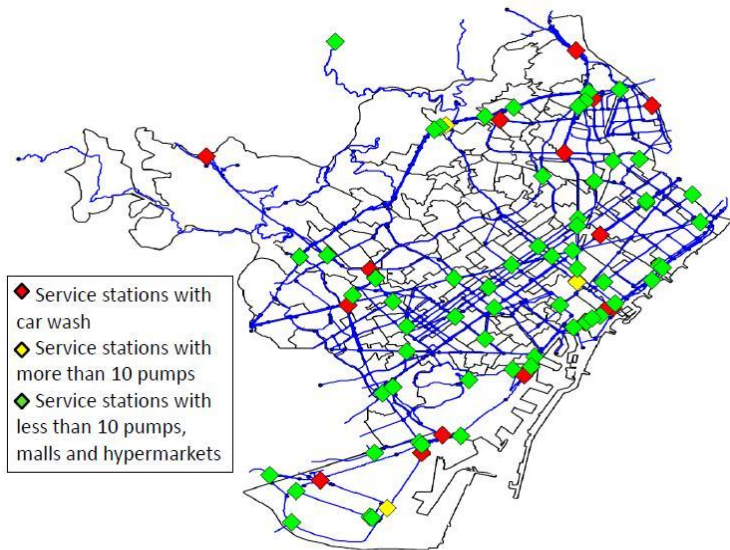 Service stations with
car wash
Service stations with
more than 10 pumps
Service stations with
less than 10 pumps,
malls and hypermarkets